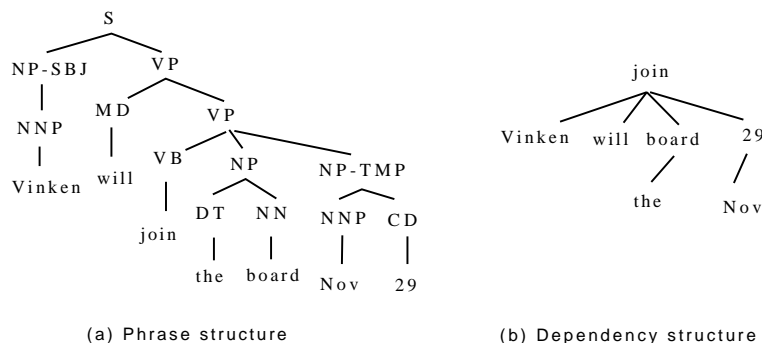 S
NP-SBJ VP
join
MD VP
NNP Vinken will board 29
VB NP NP-TMP
Vinken will
the Nov
DT NN NNP CD
join
the board Nov 29
(a) Phrase structure (b) Dependency structure